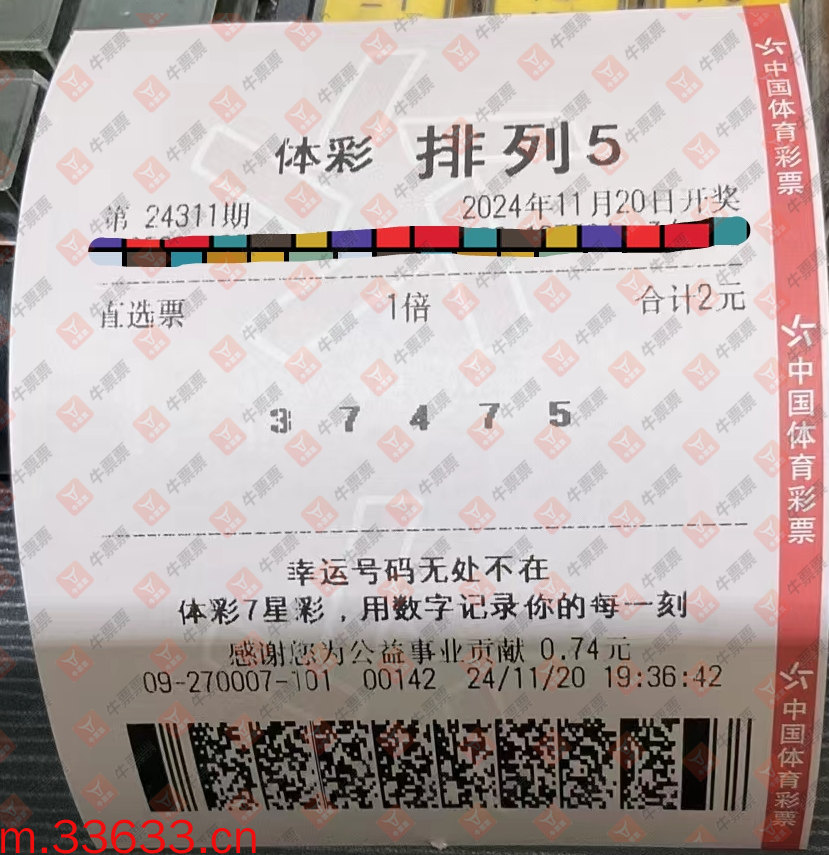 体彩 排列5
第 24311期 2024年11月20日开奖
直选票 1倍 合计2元
3 7 4 7 5
幸运号码无处不在
体彩7星彩，用数字记录你的每一刻
感谢您为公益事业贡献 0.74元
09-270007-101 00142 24/11/20 19:36:42
中国体育彩票
中国体育彩票
中国体育彩票
牛票票
m.33633.cn